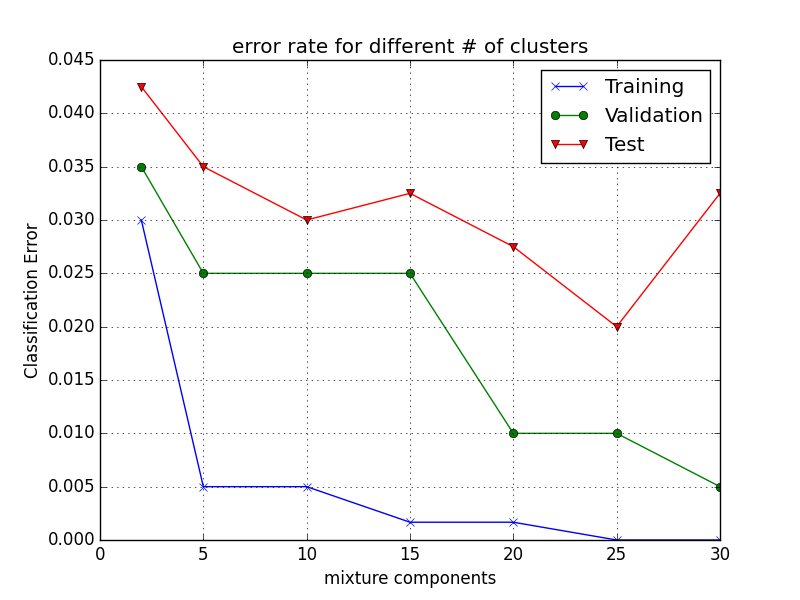 error rate for different # of clusters
Training
Validation
Test
Classification Error
0.045
0.040
0.035
0.030
0.025
0.020
0.015
0.010
0.005
0.000
0 5 10 15 20 25 30
mixture components